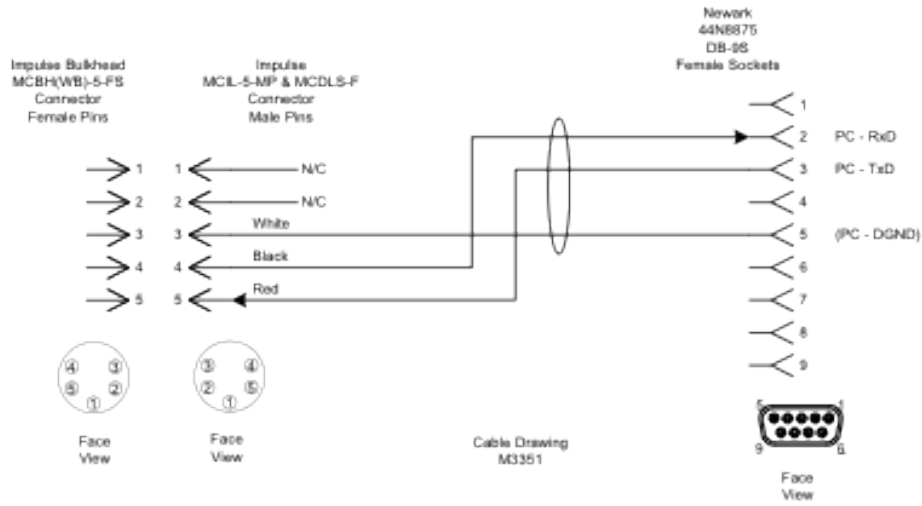 Newark
44N8875
DB-9S
Female Sockets
Impulse Bulkhead
MCBH(WB)-5-FS
Connector
Female Pins
Impulse
MCIL-5-MP & MCDLS-F
Connector
Male Pins
1
2 PC - RxD
1 1 N/C 3 PC - TxD
2 2 N/C 4
3 3 White 5 (PC - DGND)
4 4 Black 6
5 5 Red 7
8
9
4 3
5 2
1
Face
View
3 4
2 5
1
Face
View
Cable Drawing
M3351
5 1
9 6
Face
View